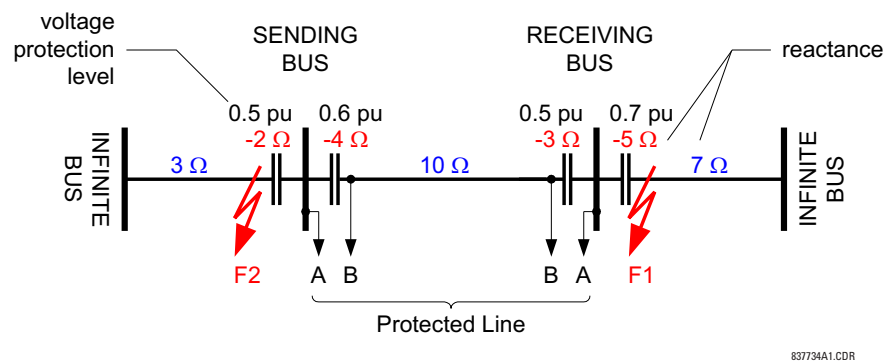 voltage
protection
level
SENDING
BUS
RECEIVING
BUS
reactance
0.5 pu
0.6 pu
0.5 pu
0.7 pu
-2 Ω
-4 Ω
-3 Ω
-5 Ω
INFINITE
BUS
3 Ω
10 Ω
7 Ω
INFINITE
BUS
F2
A
B
B
A
F1
Protected Line
837734A1.CDR